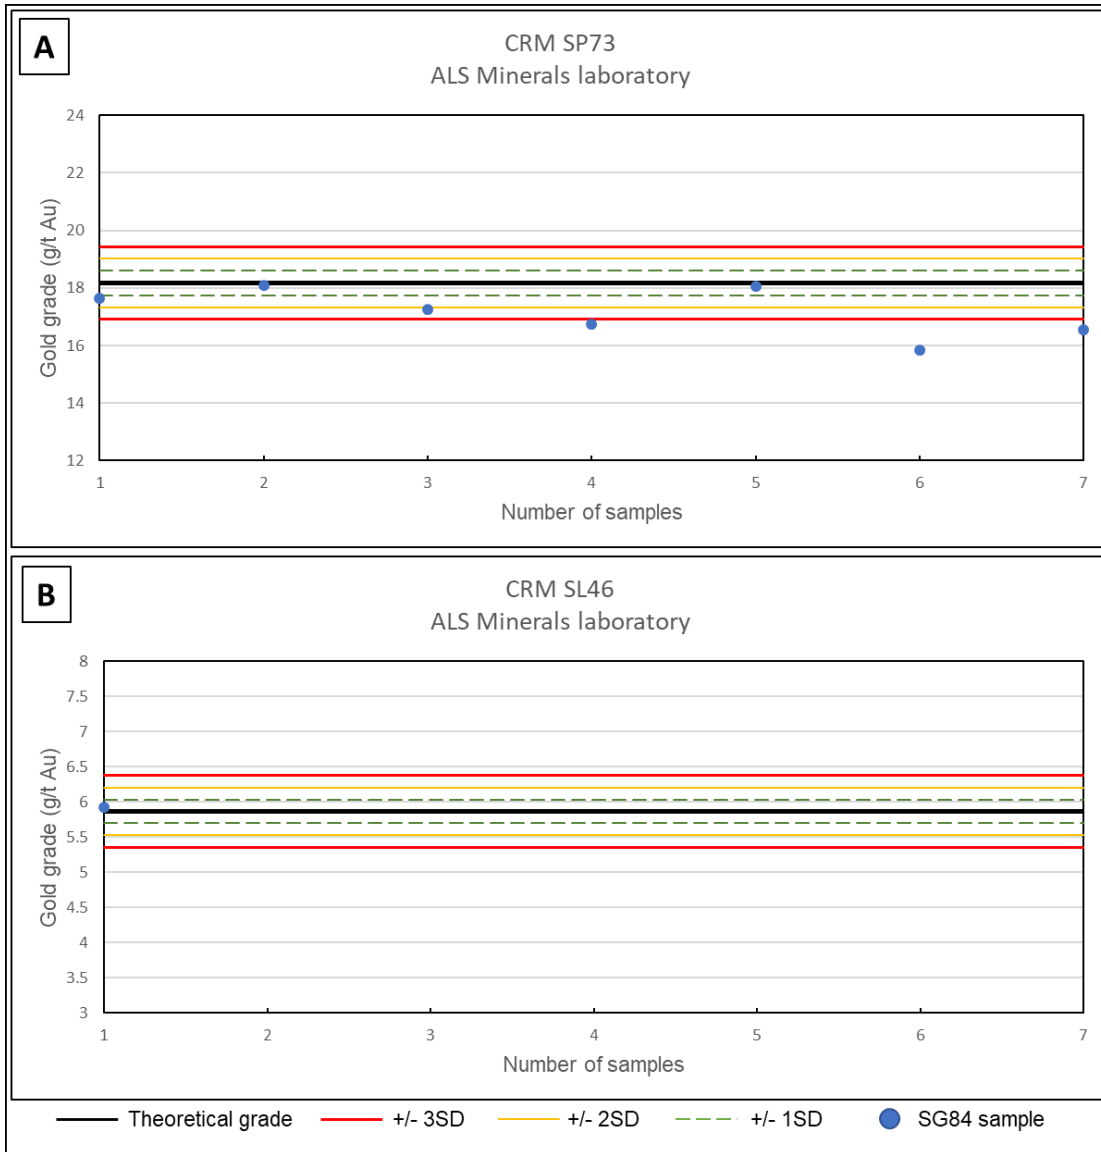 A
CRM SP73
ALS Minerals laboratory
24
22
20
18
16
14
12
Gold grade (g/t Au)
1 2 3 4 5 6 7
Number of samples
B
CRM SL46
ALS Minerals laboratory
8
7.5
7
6.5
6
5.5
5
4.5
4
3.5
3
Gold grade (g/t Au)
1 2 3 4 5 6 7
Number of samples
Theoretical grade +/- 3SD +/- 2SD +/- 1SD SG84 sample